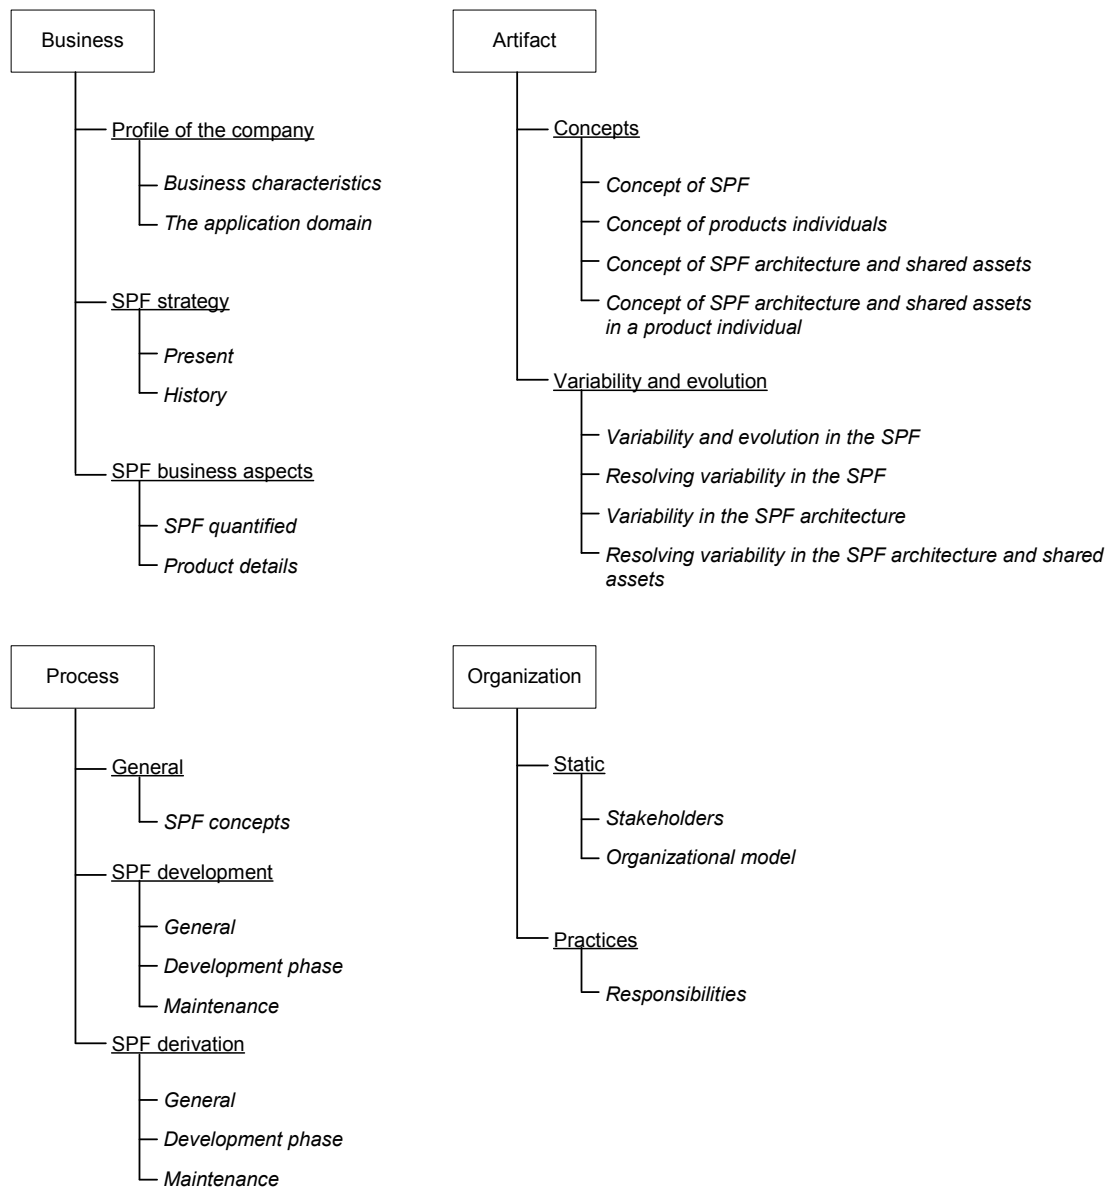 Business
Profile of the company
Business characteristics
The application domain
SPF strategy
Present
History
SPF business aspects
SPF quantified
Product details
Artifact
Concepts
Concept of SPF
Concept of products individuals
Concept of SPF architecture and shared assets
Concept of SPF architecture and shared assets
in a product individual
Variability and evolution
Variability and evolution in the SPF
Resolving variability in the SPF
Variability in the SPF architecture
Resolving variability in the SPF architecture and shared
assets
Process
General
SPF concepts
SPF development
General
Development phase
Maintenance
SPF derivation
General
Development phase
Maintenance
Organization
Static
Stakeholders
Organizational model
Practices
Responsibilities